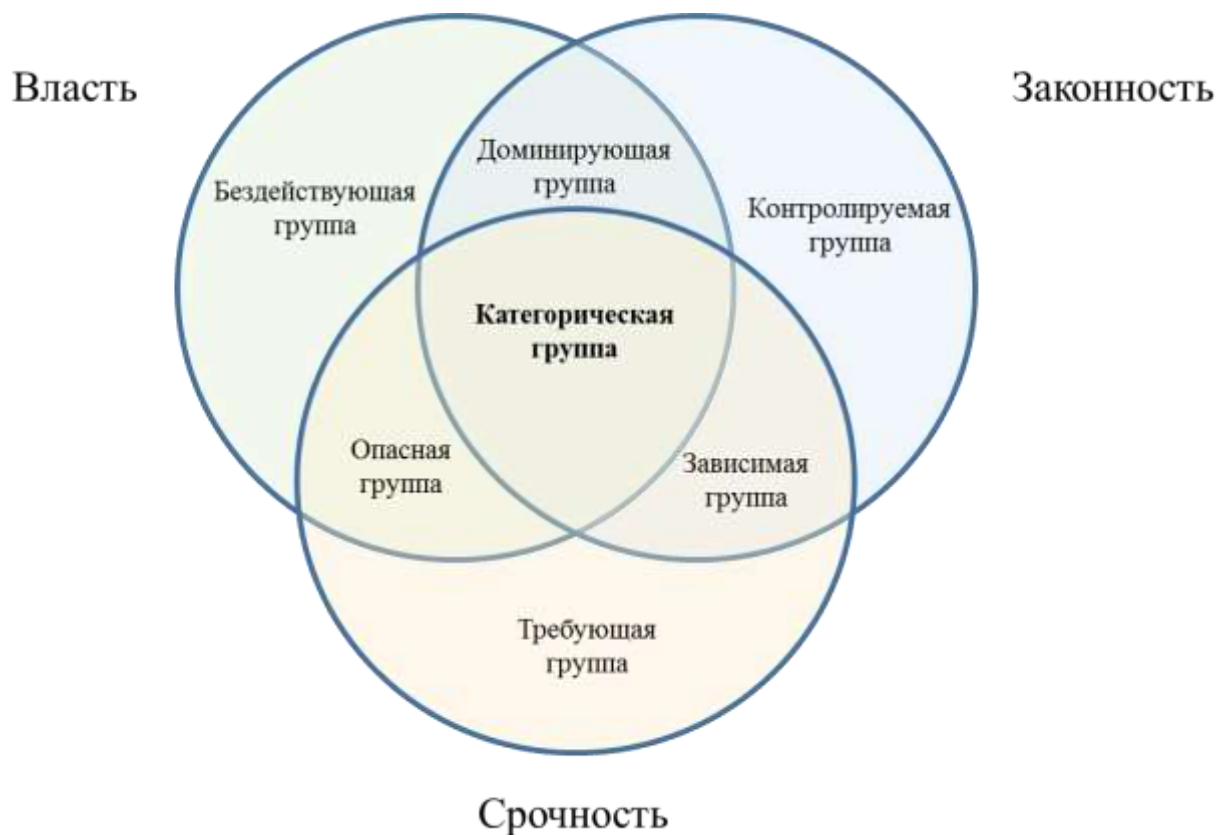 Власть
Законность
Доминирующая
группа
Бездействующая
группа
Контролируемая
группа
Категорическая
группа
Опасная
группа
Зависимая
группа
Требующая
группа
Срочность